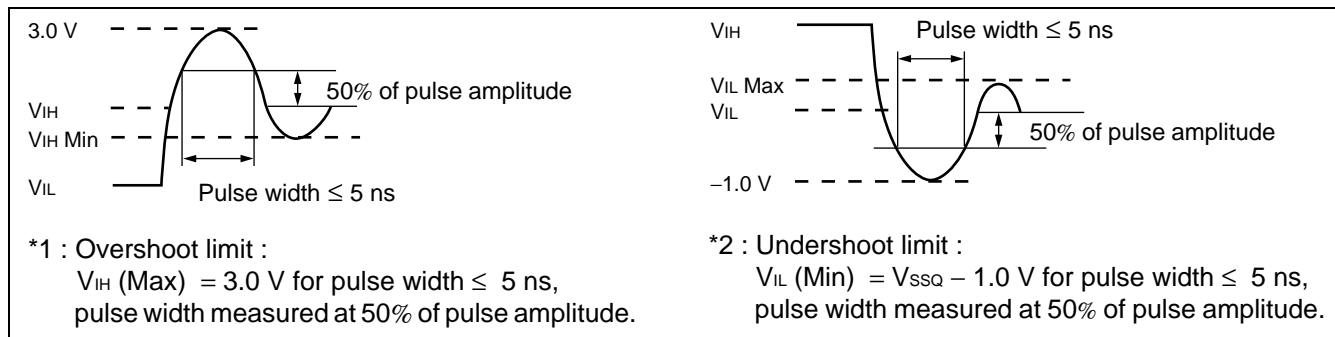 3.0 V
VIH
VIH Min
VIL
50% of pulse amplitude
Pulse width ≤ 5 ns
*1 : Overshoot limit :
VIH (Max) = 3.0 V for pulse width ≤ 5 ns,
pulse width measured at 50% of pulse amplitude.
VIH
Pulse width ≤ 5 ns
VIL Max
VIL
50% of pulse amplitude
−1.0 V
*2 : Undershoot limit :
VIL (Min) = VSSQ − 1.0 V for pulse width ≤ 5 ns,
pulse width measured at 50% of pulse amplitude.